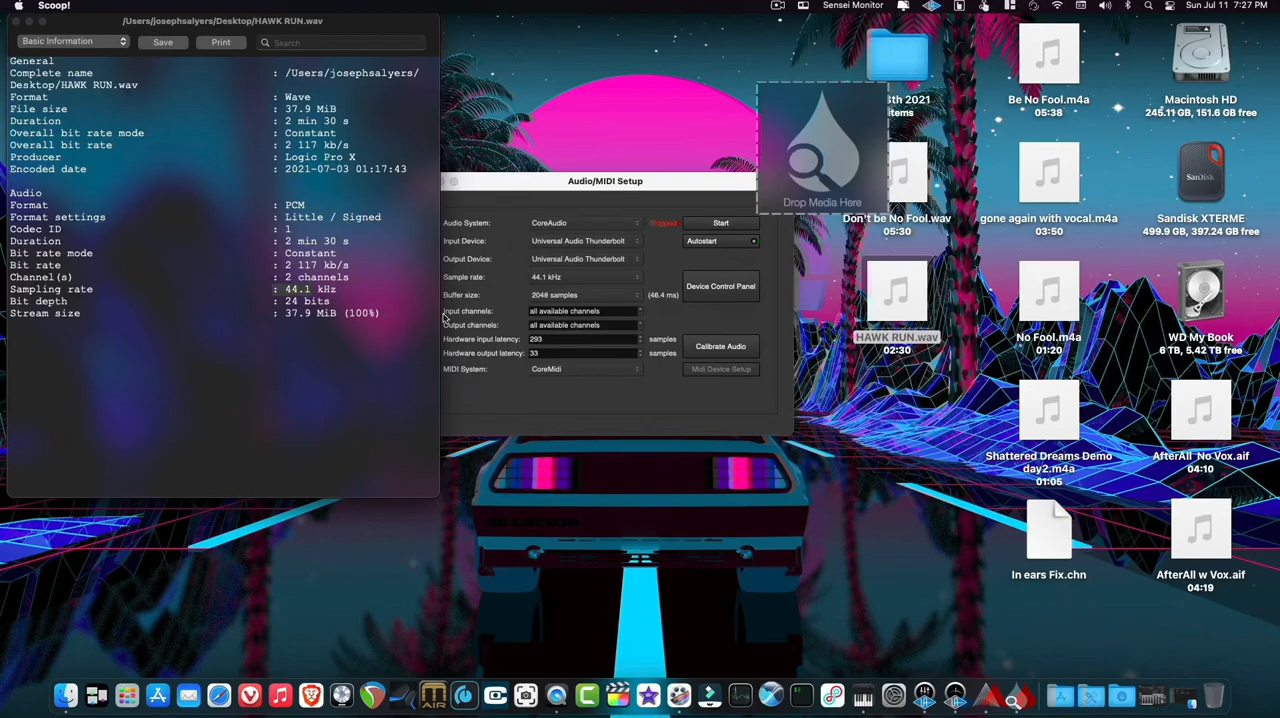 Scoop!
Sensei Monitor
Sun Jul 11 7:27 PM
/Users/josephsalyers/Desktop/HAWK RUN.wav
Basic Information
Save
Print
Search
General
Complete name : /Users/josephsalyers/
Desktop/HAWK RUN.wav
Format : Wave
File size : 37.9 MiB
Duration : 2 min 30 s
Overall bit rate mode : Constant
Overall bit rate : 2 117 kb/s
Producer : Logic Pro X
Encoded date : 2021-07-03 01:17:43
Audio
Format : PCM
Format settings : Little / Signed
Codec ID : 1
Duration : 2 min 30 s
Bit rate mode : Constant
Bit rate : 2 117 kb/s
Channel(s) : 2 channels
Sampling rate : 44.1 kHz
Bit depth : 24 bits
Stream size : 37.9 MiB (100%)
Audio/MIDI Setup
Audio System: CoreAudio Stopped Start
Input Device: Universal Audio Thunderbolt Autostart
Output Device: Universal Audio Thunderbolt
Sample rate: 44.1 kHz
Device Control Panel
Buffer size: 2048 samples (46.4 ms)
Input channels: all available channels
Output channels: all available channels
Hardware input latency: 293 samples
Calibrate Audio
Hardware output latency: 33 samples
MIDI System: CoreMidi Midi Device Setup
Drop Media Here
8th 2021
items
Be No Fool.m4a
05:38
Macintosh HD
245.11 GB, 151.6 GB free
Don't be No Fool.wav
05:30
gone again with vocal.m4a
03:50
Sandisk XTERME
499.9 GB, 397.24 GB free
HAWK RUN.wav
02:30
No Fool.m4a
01:20
WD My Book
6 TB, 5.42 TB free
Shattered Dreams Demo
day2.m4a
01:05
AfterAll No Vox.aif
04:10
In ears Fix.chn
AfterAll w Vox.aif
04:19
AIR